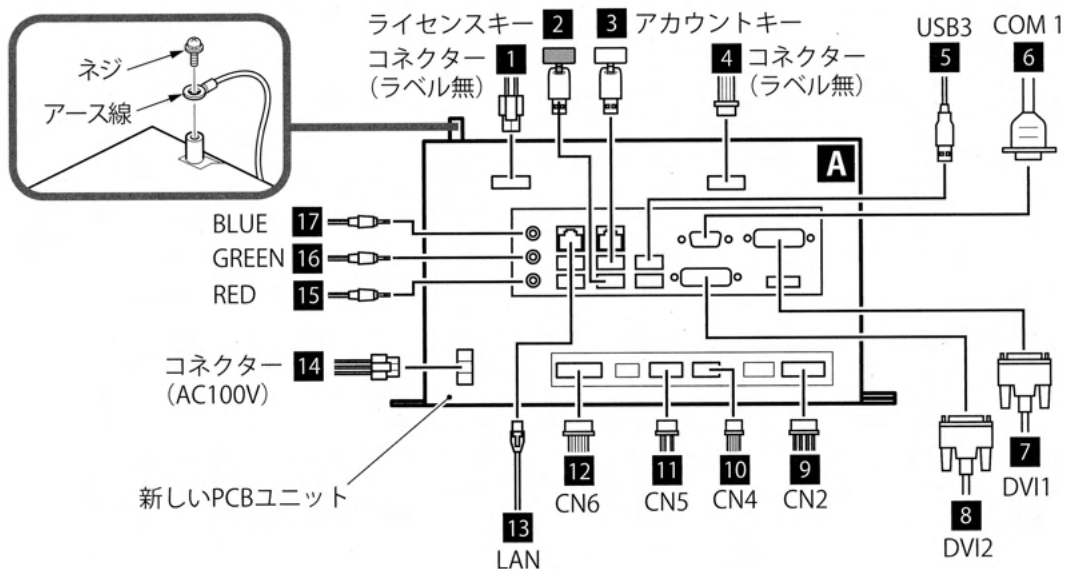 ネジ
アース線
ライセンスキー 2 3 アカウントキー
コネクター 1
(ラベル無)
4 コネクター
(ラベル無)
USB3
5
COM 1
6
A
BLUE 17
GREEN 16
RED 15
コネクター 14
(AC100V)
新しいPCBユニット
13
LAN
12
CN6
11
CN5
10
CN4
9
CN2
8
DVI2
7
DVI1